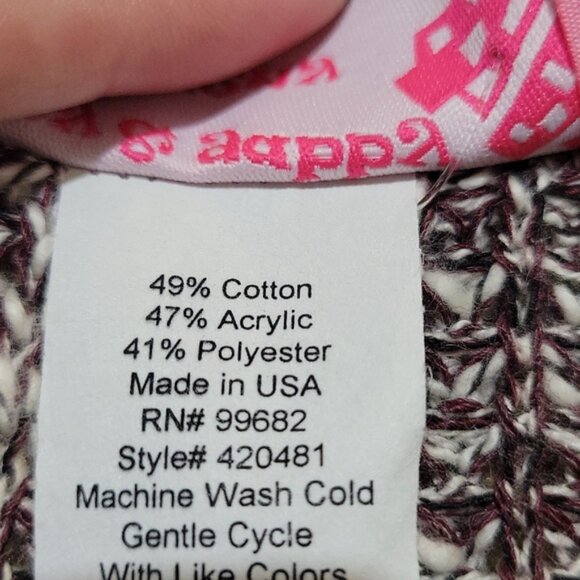 kappa &
49% Cotton
47% Acrylic
41% Polyester
Made in USA
RN# 99682
Style# 420481
Machine Wash Cold
Gentle Cycle
With Like Colors